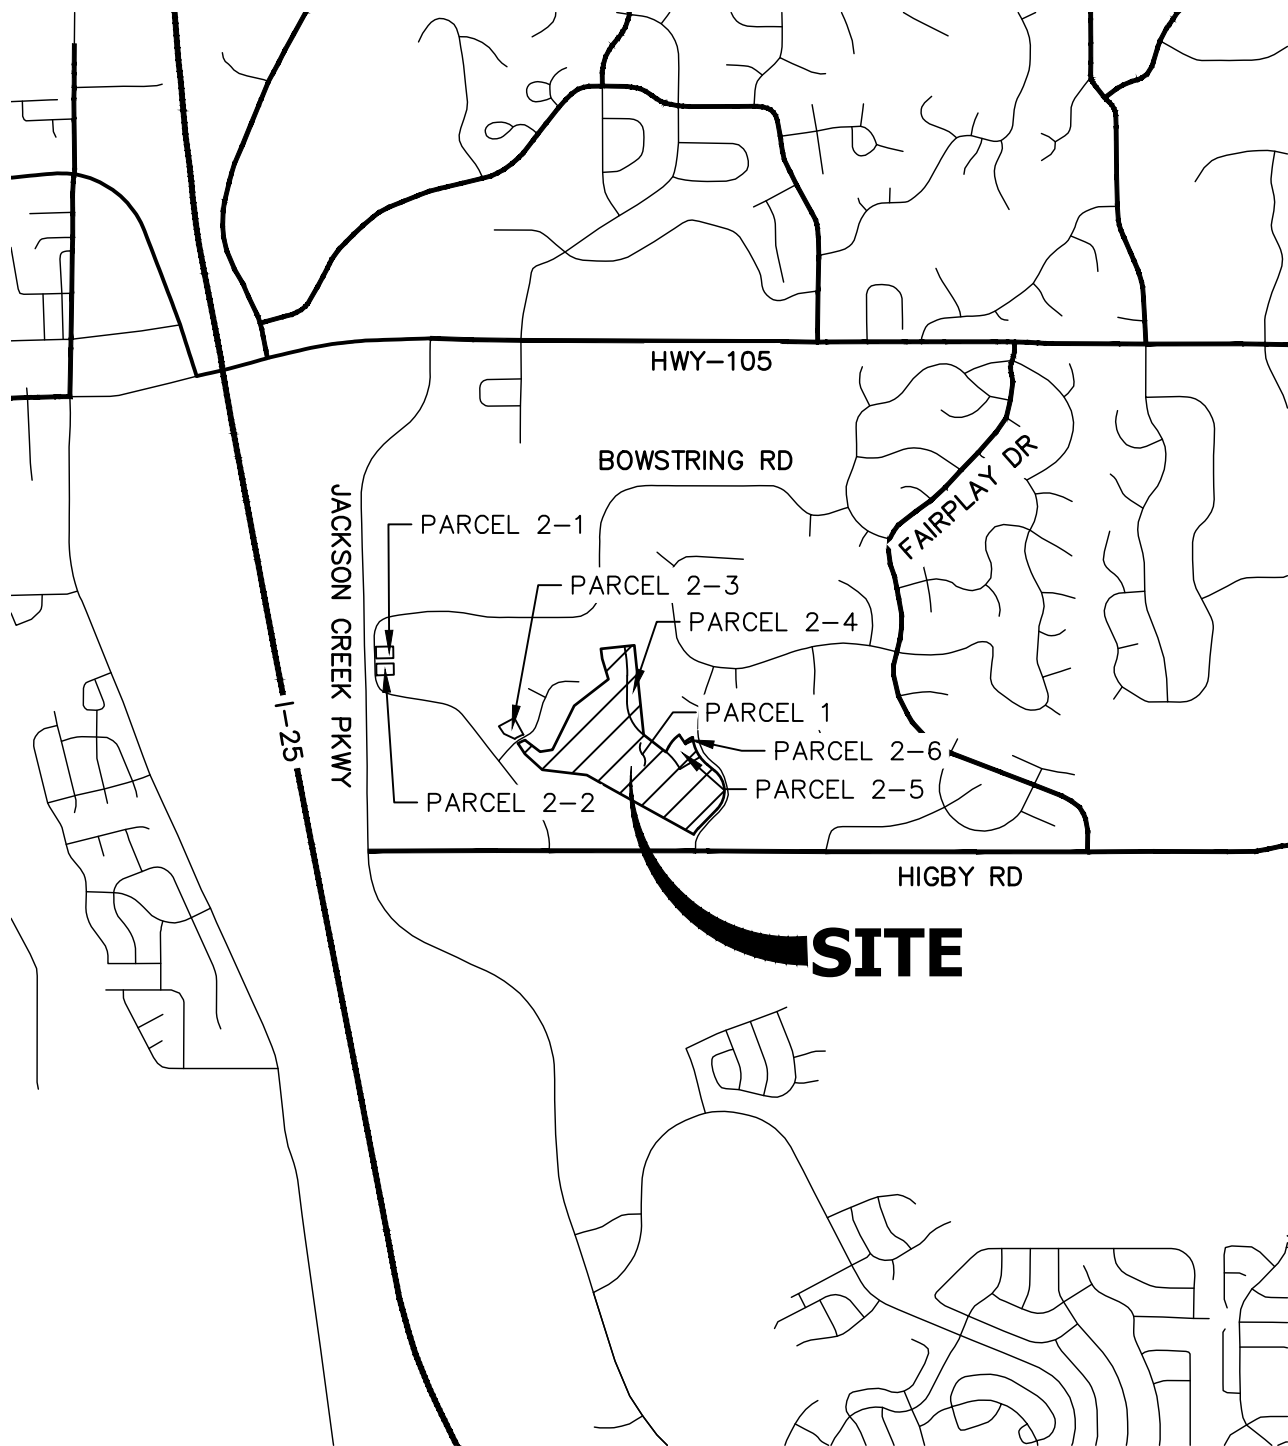 HWY-105
BOWSTRING RD
FAIRPLAY DR
JACKSON CREEK PKWY
PARCEL 2-1
PARCEL 2-3
PARCEL 2-4
PARCEL 1
I-25
PARCEL 2-6
PARCEL 2-5
PARCEL 2-2
HIGBY RD
SITE